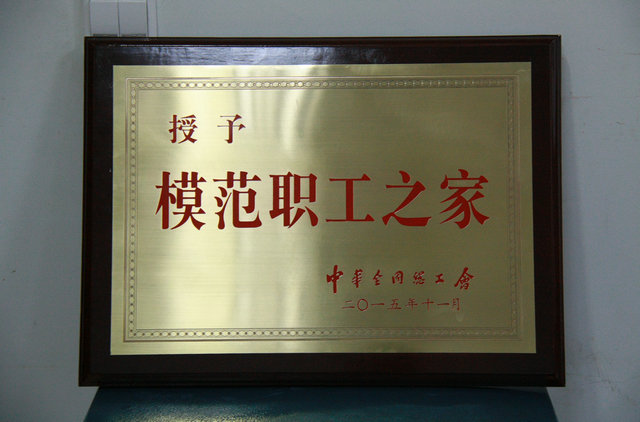 授予
模范职工之家
中华全国总工會
二〇一五年十一月